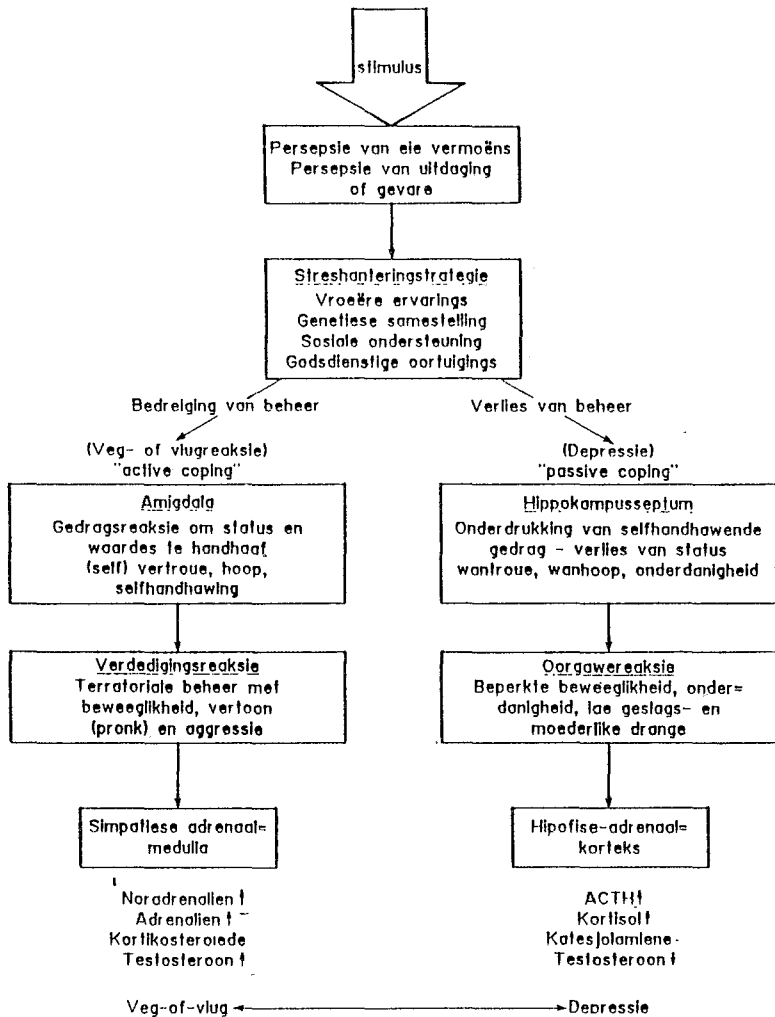 stimulus
Persepsie van eie vermoëns
Persepsie van uitdaging
of gevare
Streshanteringstrategie
Vroeëre ervarings
Genetiese samestelling
Sosiale ondersteuning
Godsdienstige oortuigings
Bedreiging van beheer
Verlies van beheer
(Veg- of vlugreaksie)
"active coping"
(Depressie)
"passive coping"
Amigdala
Gedragsreaksie om status en
waardes te handhaaf
(self) vertroue, hoop,
selfhandhawing
Hippokampusseptum
Onderdrukking van selfhandhawende
gedrag - verlies van status
wantroue, wanhoop, onderdanigheid
Verdedigingsreaksie
Terratoriale beheer met
beweeglikheid, vertoon
(pronk) en aggressie
Oorgawereaksie
Beperkte beweeglikheid, onder=
danigheid, lae geslags- en
moederlike drange
Simpatiese adrenaal=
medulla
Hipofise-adrenaal=
korteks
Noradrenalien ↑
Adrenalien ↑
Kortikosteroiede
Testosteroon ↑
ACTH↑
Kortisol↑
Katesjolamiene
Testosteroon ↓
Veg-of-vlug
Depressie